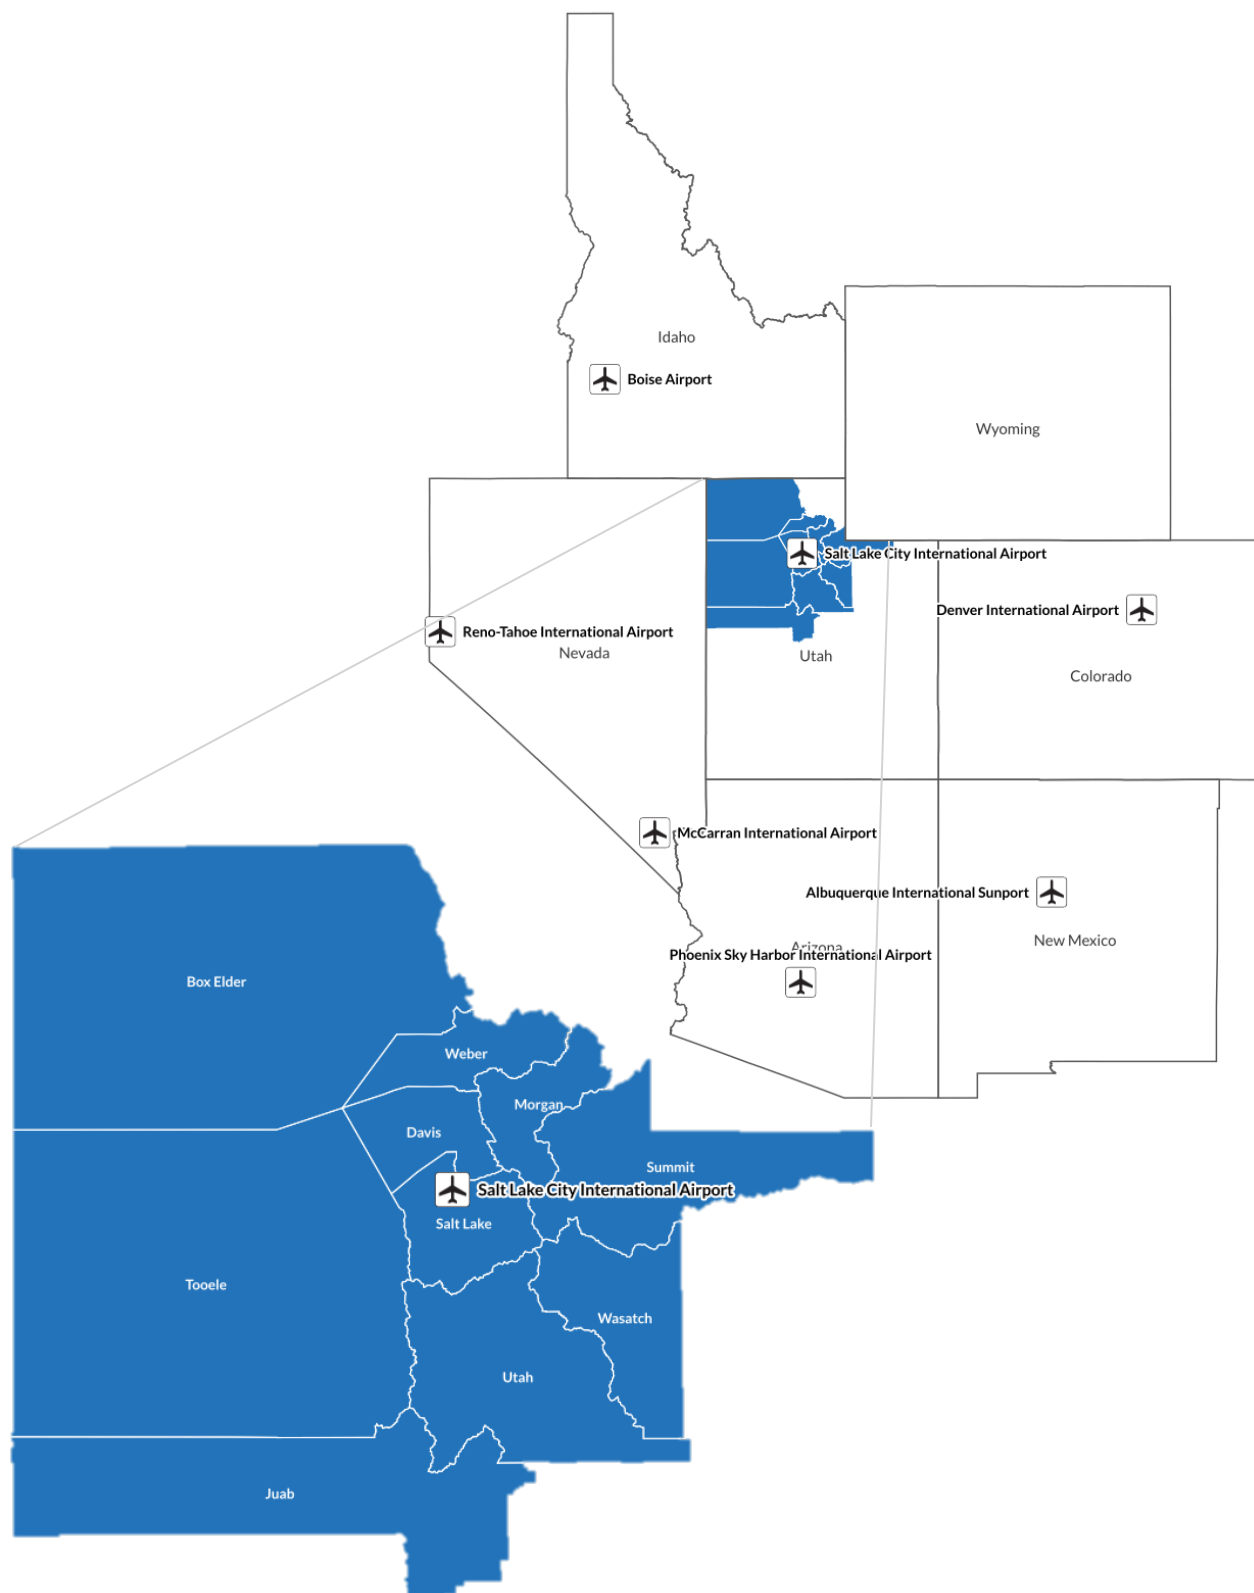 Idaho
Boise Airport
Wyoming
Salt Lake City International Airport
Denver International Airport
Reno-Tahoe International Airport
Nevada
Utah
Colorado
McCarran International Airport
Albuquerque International Sunport
New Mexico
Arizona
Phoenix Sky Harbor International Airport
Box Elder
Weber
Morgan
Davis
Summit
Salt Lake City International Airport
Salt Lake
Tooele
Wasatch
Utah
Juab